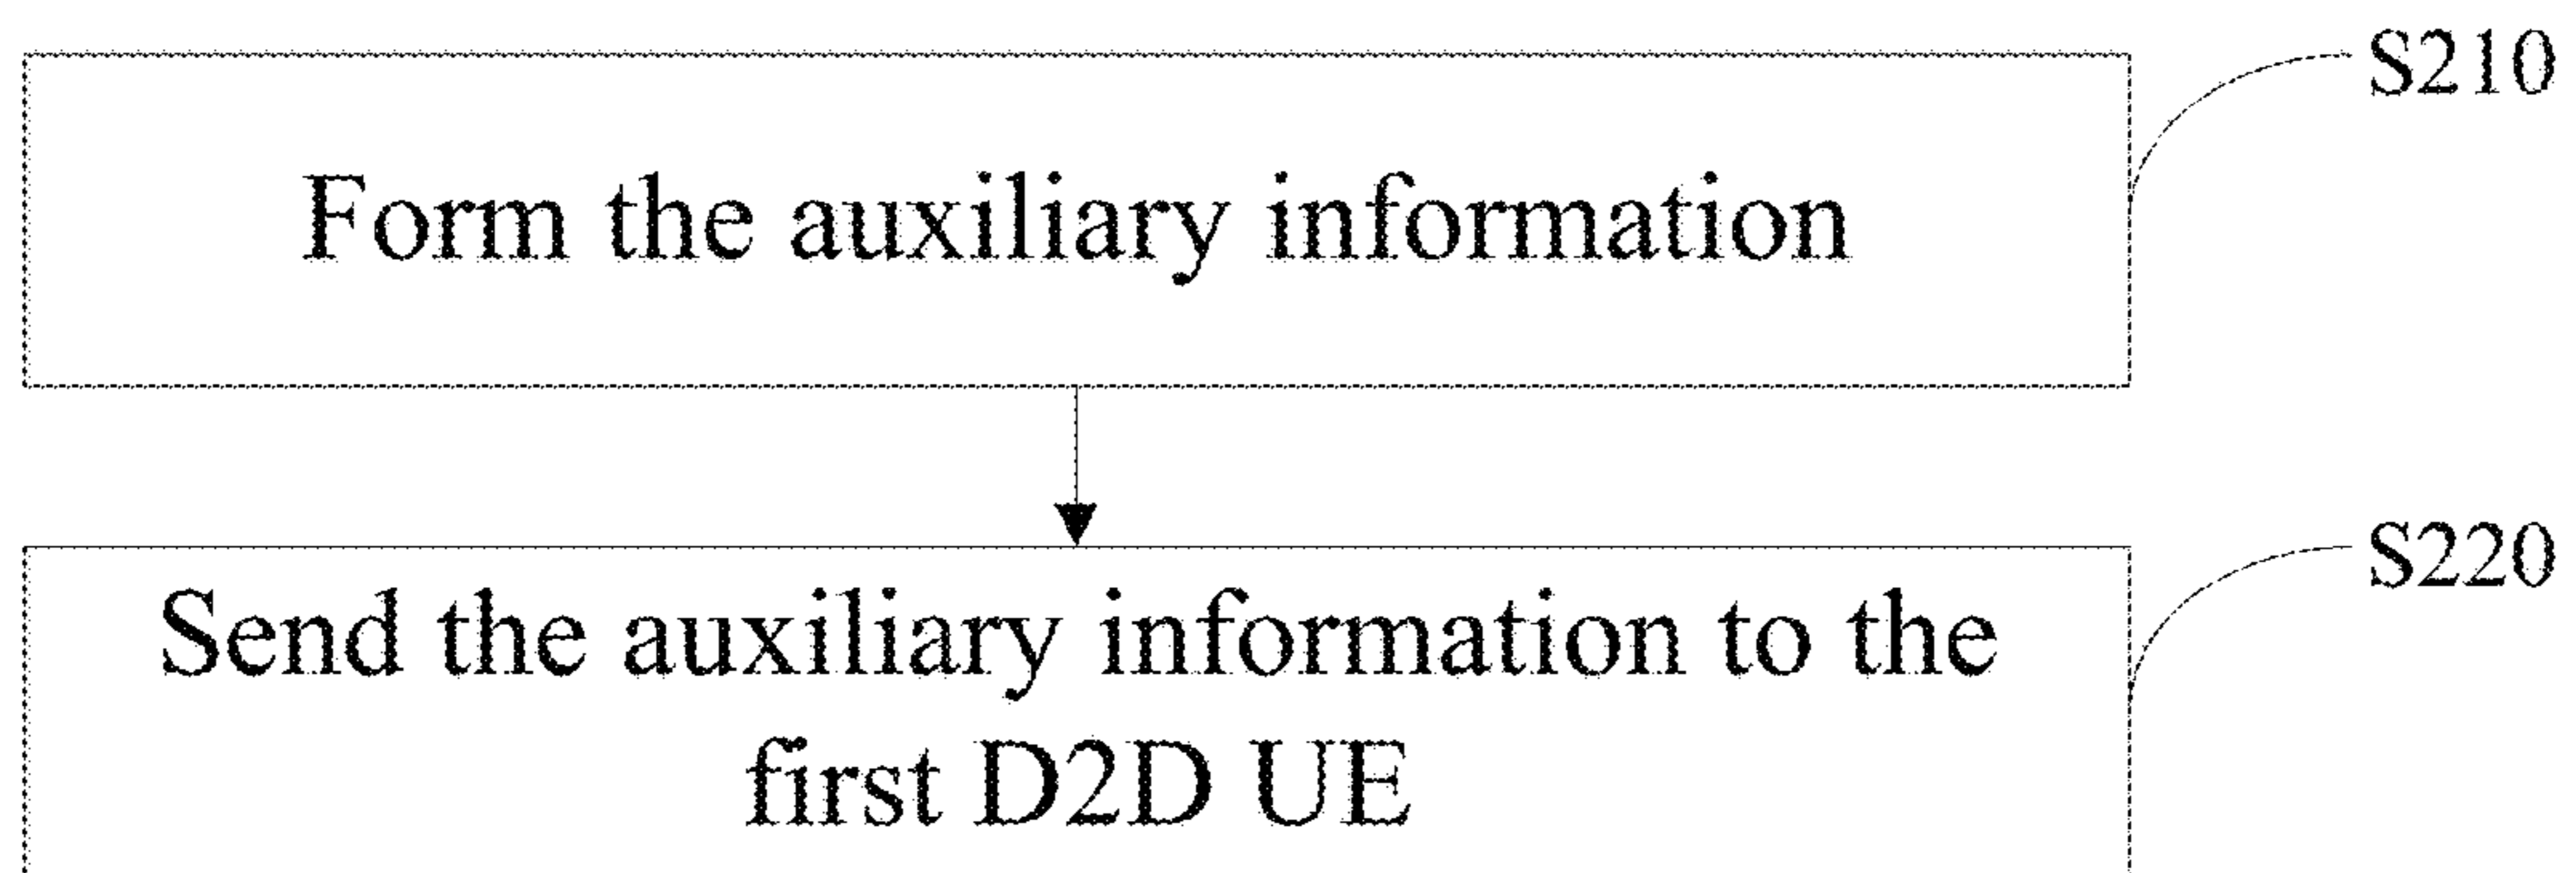 S210
Form the auxiliary information
S220
Send the auxiliary information to the
first D2D UE